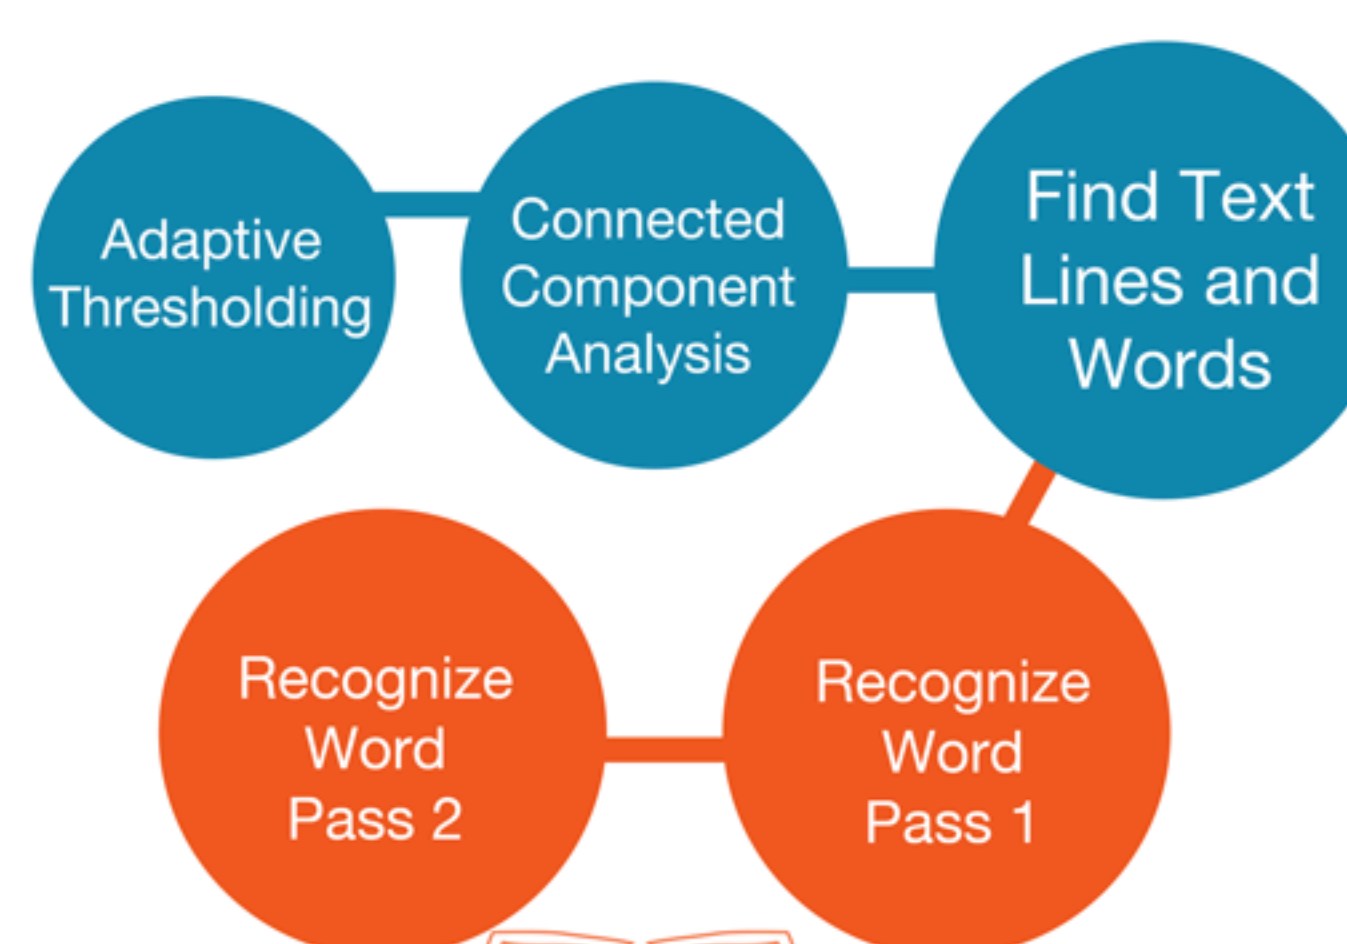 Adaptive
Thresholding
Connected
Component
Analysis
Find Text
Lines and
Words
Recognize
Word
Pass 2
Recognize
Word
Pass 1